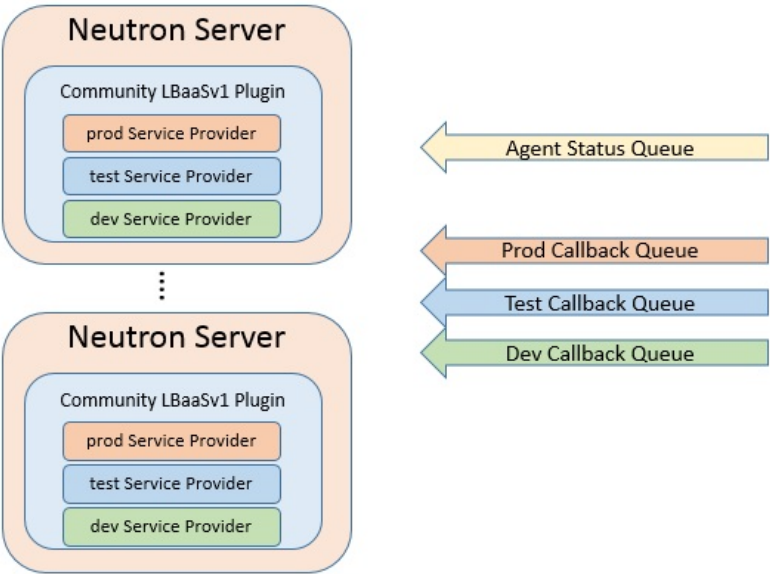 Neutron Server
Community LBaaSv1 Plugin
prod Service Provider
test Service Provider
dev Service Provider
Neutron Server
Community LBaaSv1 Plugin
prod Service Provider
test Service Provider
dev Service Provider
Agent Status Queue
Prod Callback Queue
Test Callback Queue
Dev Callback Queue